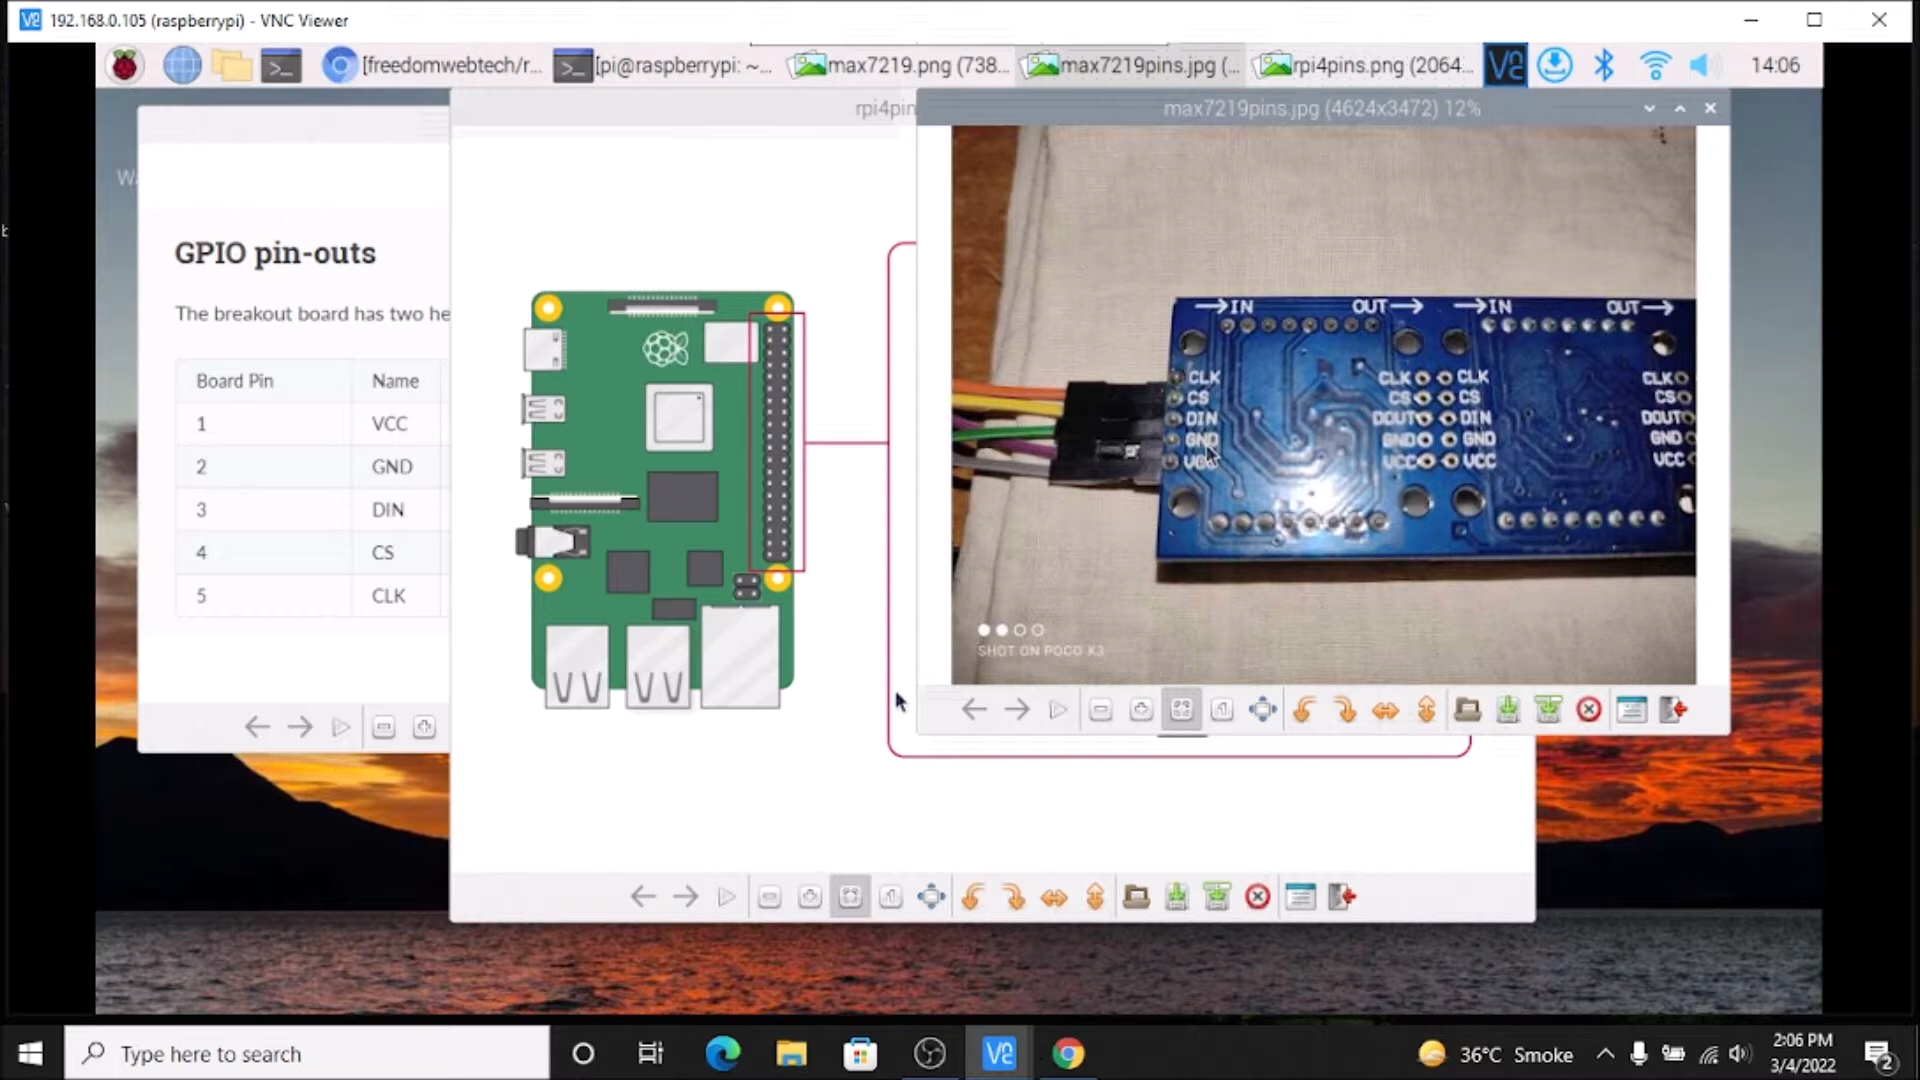 192.168.0.105 (raspberrypi) - VNC Viewer
[freedomwebtech/r...
[pi@raspberrypi: ~...
max7219.png (738...
max7219pins.jpg (...
rpi4pins.png (2064...
14:06
rpi4pin
max7219pins.jpg (4624x3472) 12%
GPIO pin-outs
The breakout board has two he
Board Pin Name
1 VCC
2 GND
3 DIN
4 CS
5 CLK
IN OUT IN OUT
CLK CLK CLK CLK
CS CS CS CS
DIN DOUT DIN DOUT
GND GND GND GND
VCC VCC VCC VCC
SHOT ON POCO X3
Type here to search
36°C Smoke
2:06 PM
3/4/2022
2